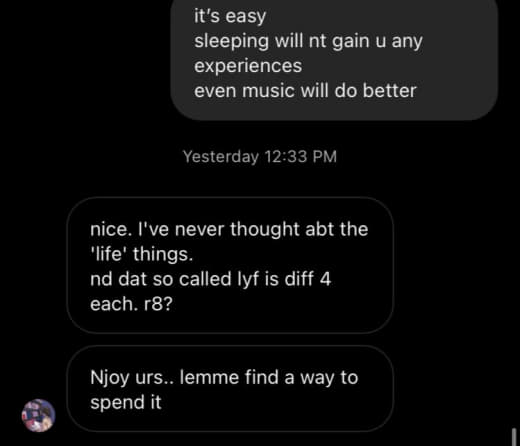 it's easy
sleeping will nt gain u any
experiences
even music will do better
Yesterday 12:33 PM
nice. I've never thought abt the
'life' things.
nd dat so called lyf is diff 4
each. r8?
Njoy urs.. lemme find a way to
spend it